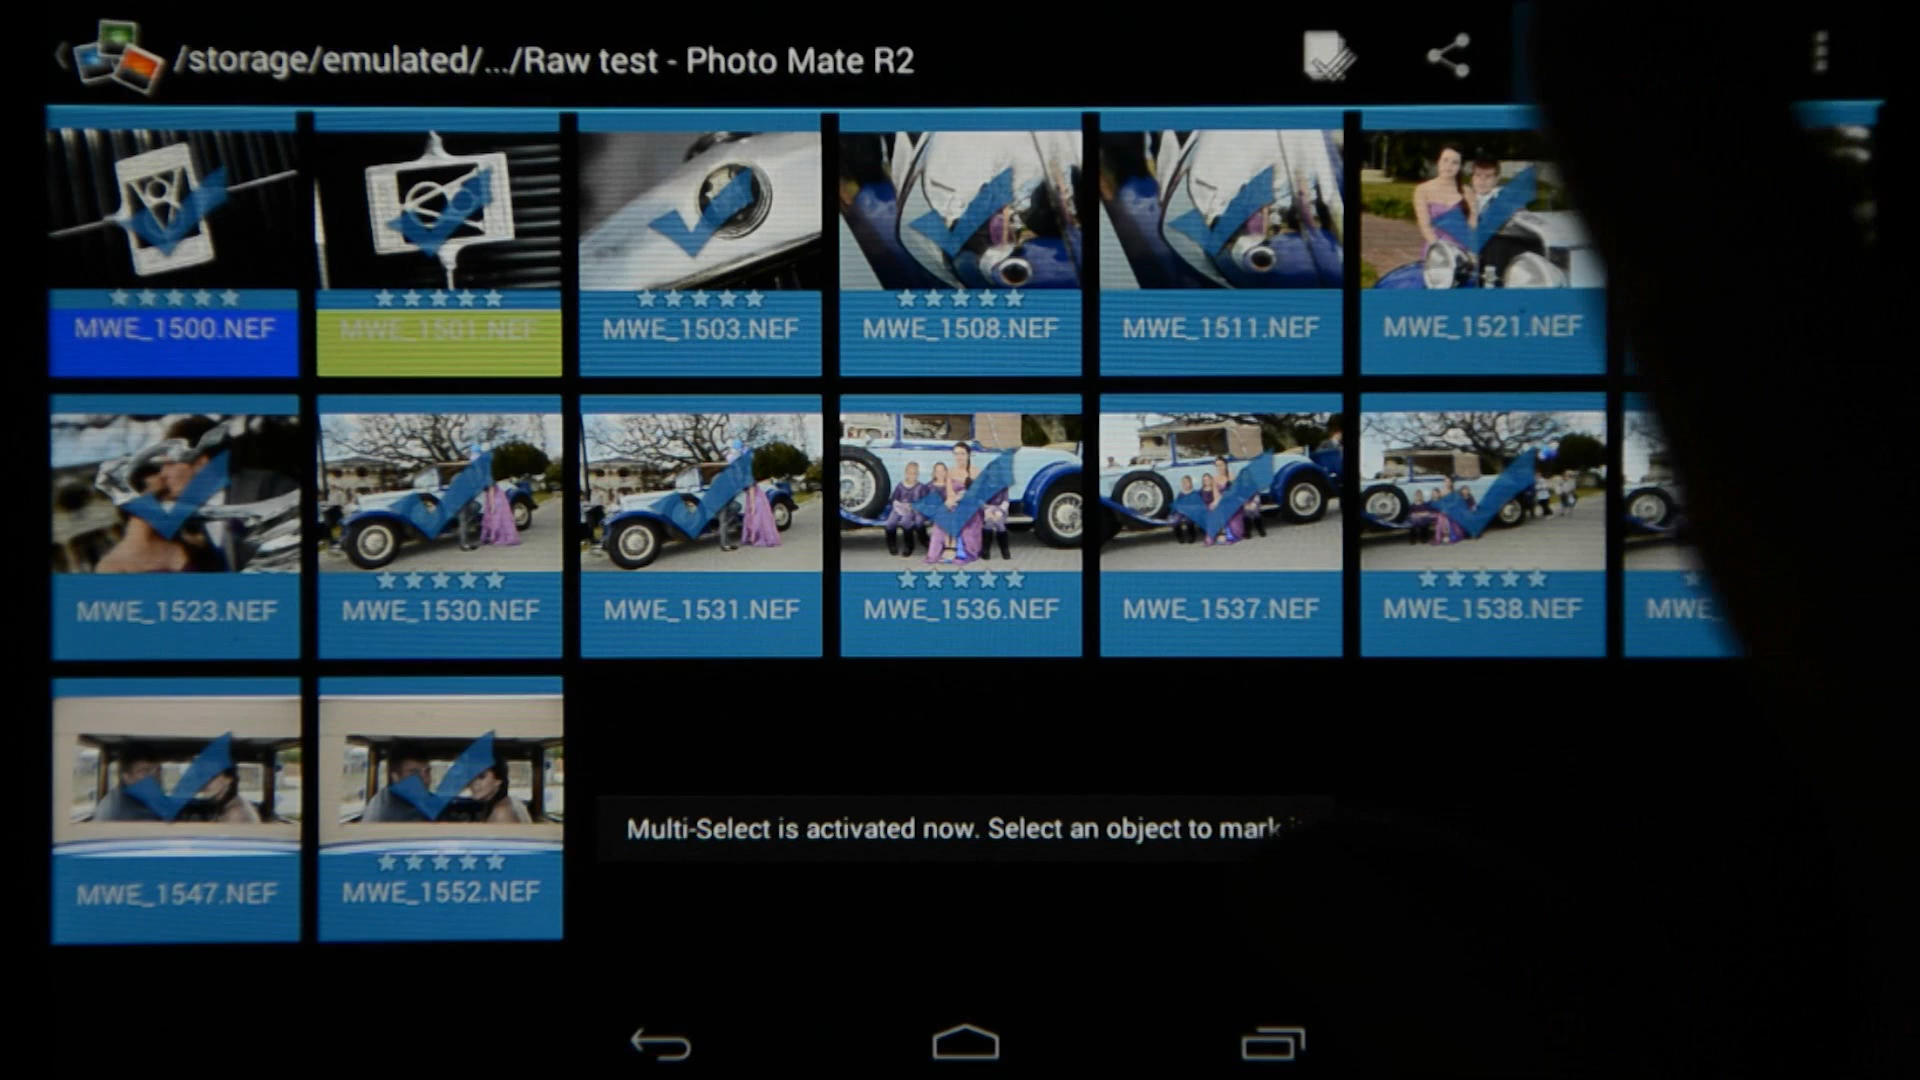 /storage/emulated/.../Raw test - Photo Mate R2
MWE_1500.NEF
MWE_1501.NEF
MWE_1503.NEF
MWE_1508.NEF
MWE_1511.NEF
MWE_1521.NEF
MWE_1523.NEF
MWE_1530.NEF
MWE_1531.NEF
MWE_1536.NEF
MWE_1537.NEF
MWE_1538.NEF
MWE_1547.NEF
MWE_1552.NEF
Multi-Select is activated now. Select an object to mark